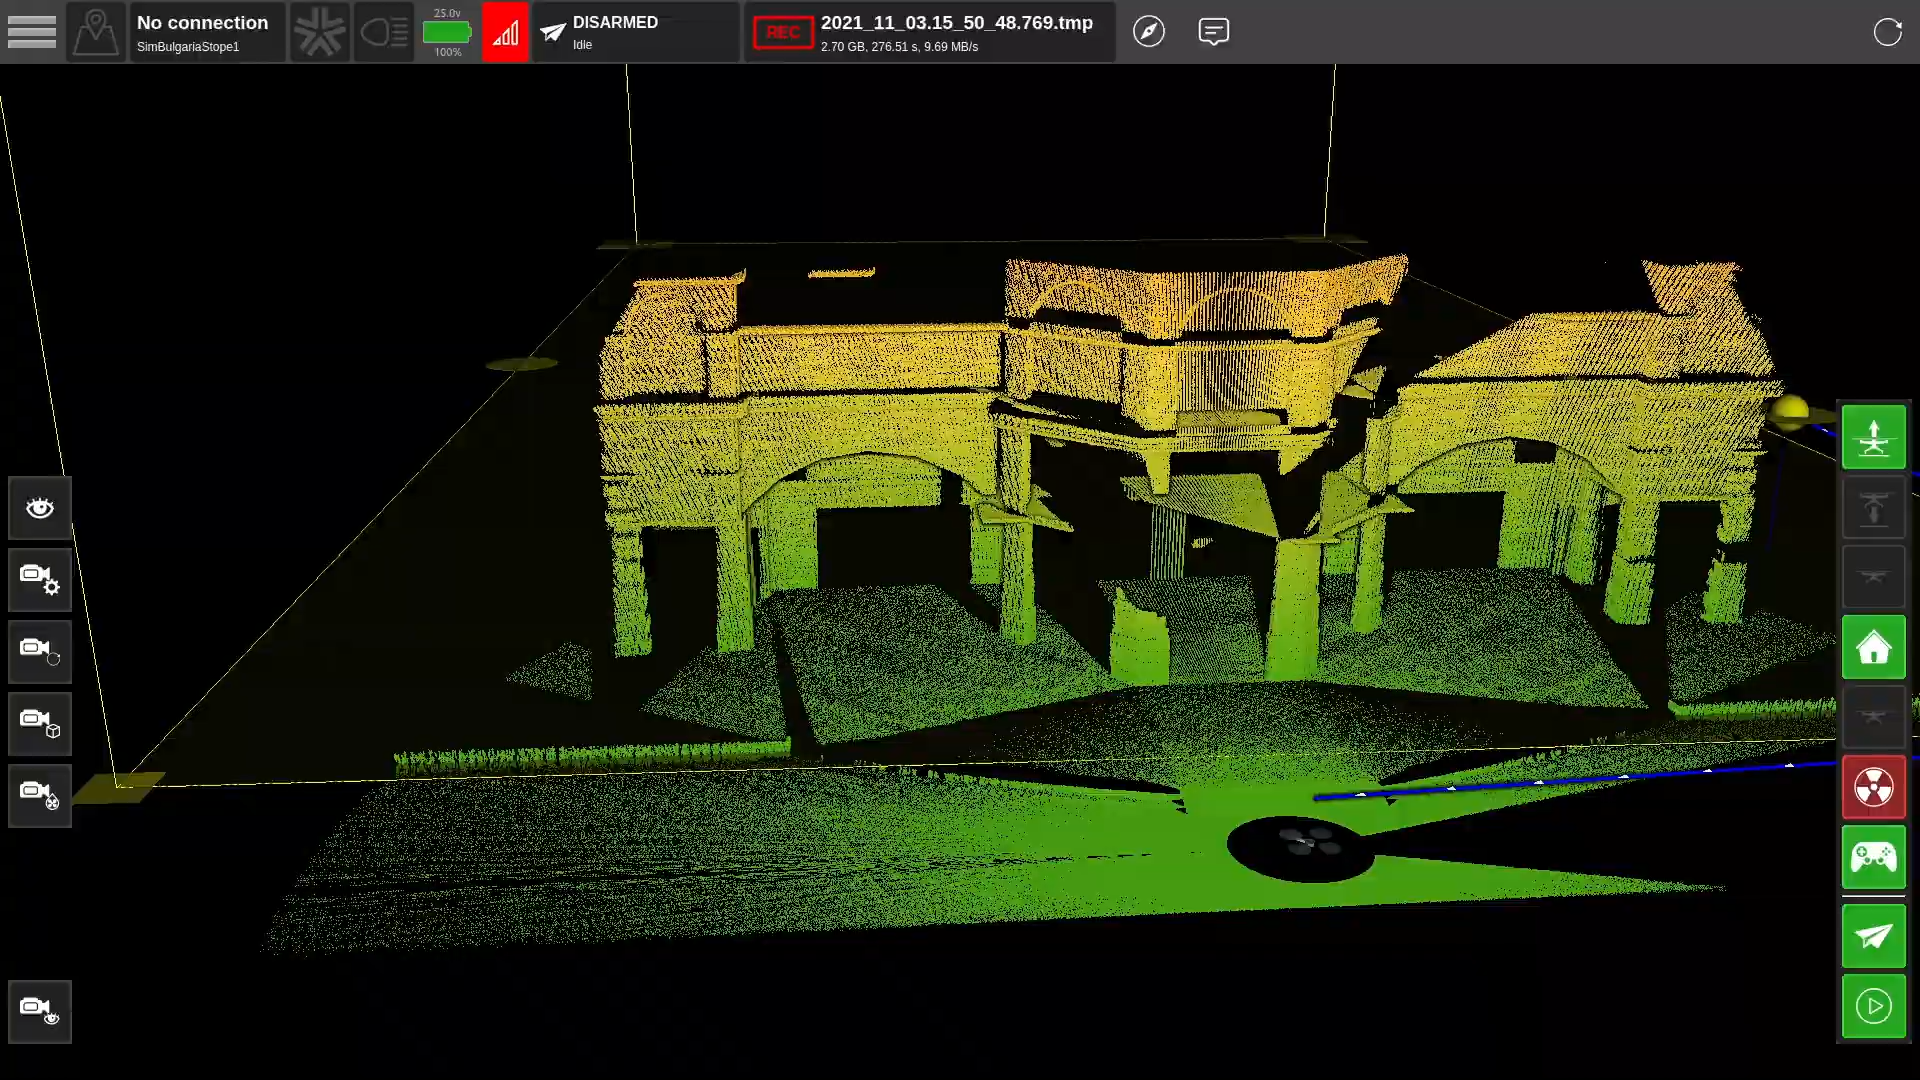 No connection
SimBulgariaStope1
25.0v
100%
DISARMED
Idle
REC
2021_11_03.15_50_48.769.tmp
2.70 GB, 276.51 s, 9.69 MB/s